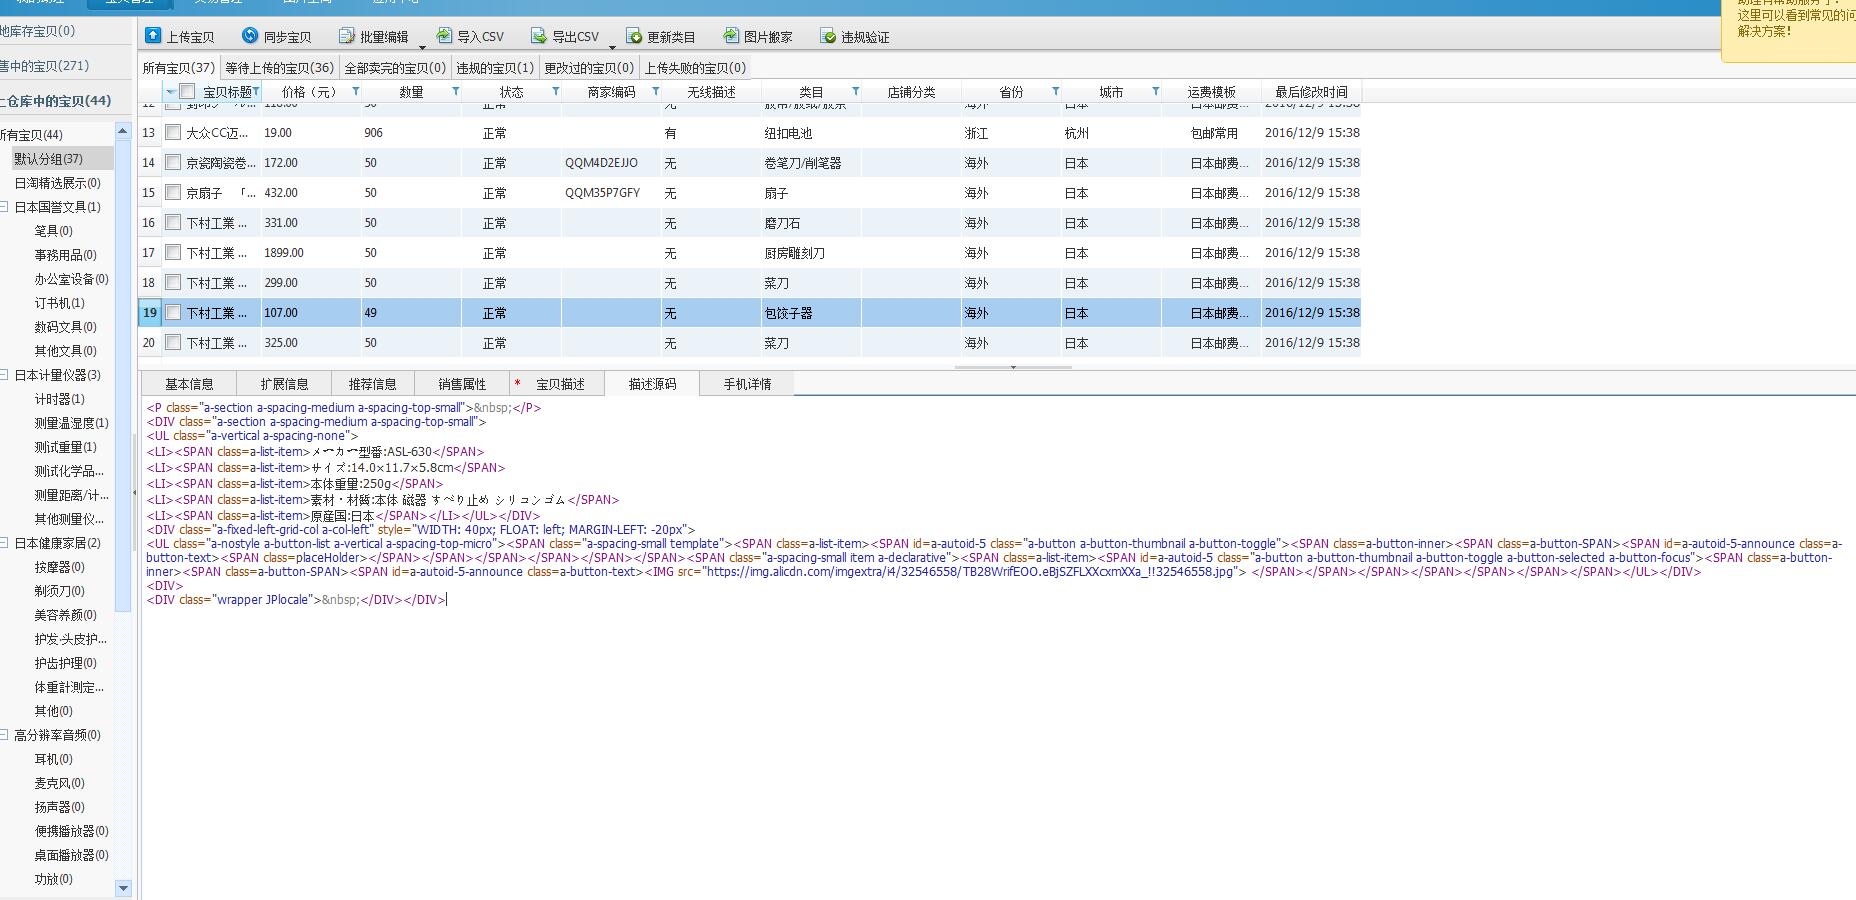 宝贝管理
助理有帮助服务了!
这里可以看到常见的问
解决方案!
地库存宝贝(0)
售中的宝贝(271)
上仓库中的宝贝(44)
上传宝贝 同步宝贝 批量编辑 导入CSV 导出CSV 更新类目 图片搬家 违规验证
所有宝贝(37) 等待上传的宝贝(36) 全部卖完的宝贝(0) 违规的宝贝(1) 更改过的宝贝(0) 上传失败的宝贝(0)
宝贝标题 价格（元） 数量 状态 商家编码 无线描述 类目 店铺分类 省份 城市 运费模板 最后修改时间
13 大众CC迈... 19.00 906 正常 有 纽扣电池 浙江 杭州 包邮常用 2016/12/9 15:38
14 京瓷陶瓷卷... 172.00 50 正常 QQM4D2EJJO 无 卷笔刀/削笔器 海外 日本 日本邮费... 2016/12/9 15:38
15 京扇子 「... 432.00 50 正常 QQM35P7GFY 无 扇子 海外 日本 日本邮费... 2016/12/9 15:38
16 下村工業 ... 331.00 50 正常 无 磨刀石 海外 日本 日本邮费... 2016/12/9 15:38
17 下村工業 ... 1899.00 50 正常 无 厨房雕刻刀 海外 日本 日本邮费... 2016/12/9 15:38
18 下村工業 ... 299.00 50 正常 无 菜刀 海外 日本 日本邮费... 2016/12/9 15:38
19 下村工業 ... 107.00 49 正常 无 包饺子器 海外 日本 日本邮费... 2016/12/9 15:38
20 下村工業 ... 325.00 50 正常 无 菜刀 海外 日本 日本邮费... 2016/12/9 15:38
所有宝贝(44)
默认分组(37)
日淘精选展示(0)
日本国誉文具(1)
笔具(0)
事務用品(0)
办公室设备(0)
订书机(1)
数码文具(0)
其他文具(0)
日本计量仪器(3)
计时器(1)
测量温湿度(1)
测试重量(1)
测试化学品...
测量距离/计...
其他测量仪...
日本健康家居(2)
按摩器(0)
剃须刀(0)
美容养颜(0)
护发·头皮护...
护齿护理(0)
体重計測定...
其他(0)
高分辨率音频(0)
耳机(0)
麦克风(0)
扬声器(0)
便携播放器(0)
桌面播放器(0)
功放(0)
基本信息 扩展信息 推荐信息 销售属性 * 宝贝描述 描述源码 手机详情
<P class="a-section a-spacing-medium a-spacing-top-small">&nbsp;</P>
<DIV class="a-section a-spacing-medium a-spacing-top-small">
<UL class="a-vertical a-spacing-none">
<LI><SPAN class=a-list-item>メーカー型番:ASL-630</SPAN>
<LI><SPAN class=a-list-item>サイズ:14.0×11.7×5.8cm</SPAN>
<LI><SPAN class=a-list-item>本体重量:250g</SPAN>
<LI><SPAN class=a-list-item>素材・材質:本体 磁器 すべり止め シリコンゴム</SPAN>
<LI><SPAN class=a-list-item>原産国:日本</SPAN></LI></UL></DIV>
<DIV class="a-fixed-left-grid-col a-col-left" style="WIDTH: 40px; FLOAT: left; MARGIN-LEFT: -20px">
<UL class="a-nostyle a-button-list a-vertical a-spacing-top-micro"><SPAN class="a-spacing-small template"><SPAN class=a-list-item><SPAN id=a-autoid-5 class="a-button a-button-thumbnail a-button-toggle"><SPAN class=a-button-inner><SPAN class=a-button-SPAN><SPAN id=a-autoid-5-announce class=a-
button-text><SPAN class=placeHolder></SPAN></SPAN></SPAN></SPAN></SPAN></SPAN><SPAN class="a-spacing-small item a-declarative"><SPAN class=a-list-item><SPAN id=a-autoid-5 class="a-button a-button-thumbnail a-button-toggle a-button-selected a-button-focus"><SPAN class=a-button-
inner><SPAN class=a-button-SPAN><SPAN id=a-autoid-5-announce class=a-button-text><IMG src="https://img.alicdn.com/imgextra/i4/32546558/TB28WrifEOO.eBjSZFLXXcxmXXa_!!32546558.jpg"> </SPAN></SPAN></SPAN></SPAN></SPAN></SPAN></UL></DIV>
<DIV>
<DIV class="wrapper JPlocale">&nbsp;</DIV></DIV>